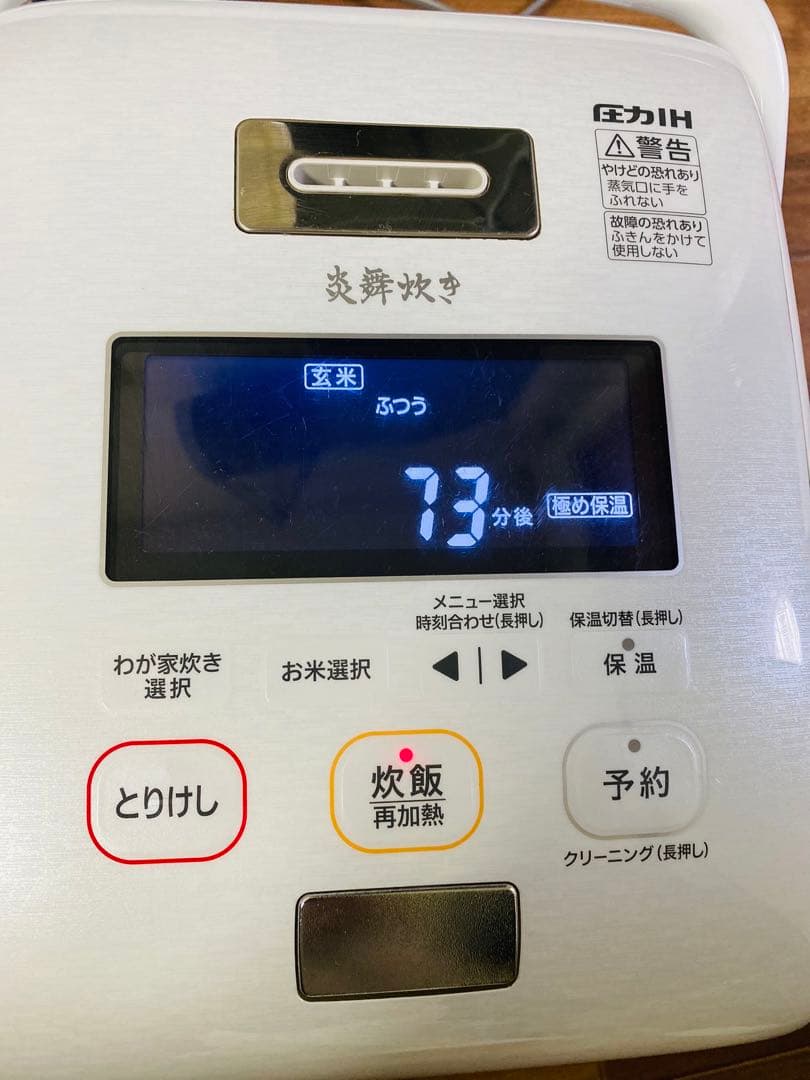 圧力IH
警告
やけどの恐れあり
蒸気口に手を
ふれない
故障の恐れあり
ふきんをかけて
使用しない
炎舞炊き
玄米
ふつう
73分後 極め保温
メニュー選択
時刻合わせ(長押し)
保温切替(長押し)
わが家炊き
選択
お米選択
保温
とりけし
炊飯
再加熱
予約
クリーニング(長押し)